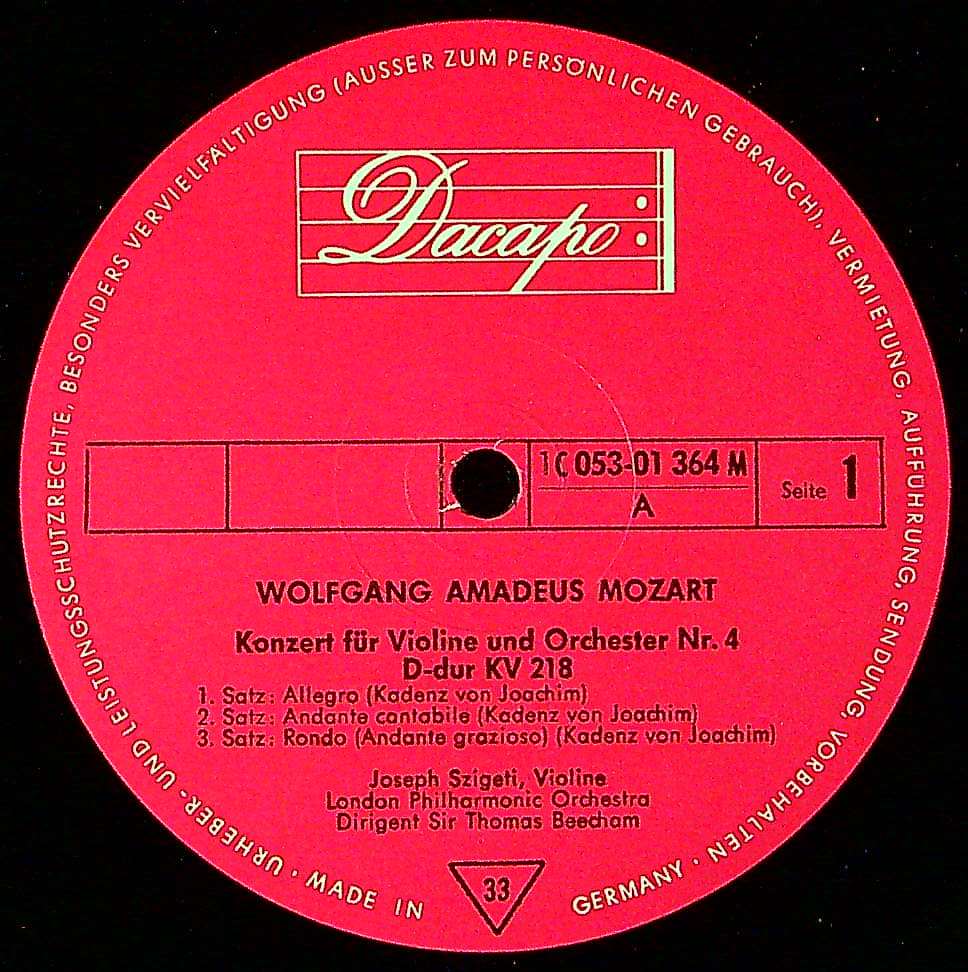 URHEBER- UND LEISTUNGSSCHUTZRECHTE, BESONDERS VERVIELFÄLTIGUNG (AUSSER ZUM PERSÖNLICHEN GEBRAUCH), VERMIETUNG, AUFFÜHRUNG, SENDUNG, VORBEHALTEN ·
Dacapo
1C 053-01 364 M
A
Seite 1
WOLFGANG AMADEUS MOZART
Konzert für Violine und Orchester Nr. 4
D-dur KV 218
1. Satz: Allegro (Kadenz von Joachim)
2. Satz: Andante cantabile (Kadenz von Joachim)
3. Satz: Rondo (Andante grazioso) (Kadenz von Joachim)
Joseph Szigeti, Violine
London Philharmonic Orchestra
Dirigent Sir Thomas Beecham
33
MADE IN GERMANY ·